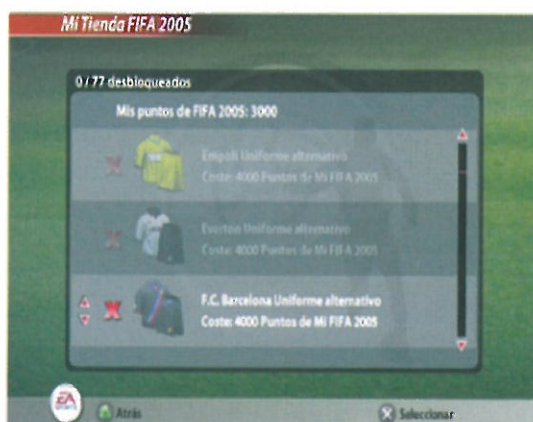 Mi Tienda FIFA 2005
0 / 77 desbloqueados
Mis puntos de FIFA 2005: 3000
Empoli Uniforme alternativo
Coste: 4000 Puntos de Mi FIFA 2005
Everton Uniforme alternativo
Coste: 4000 Puntos de Mi FIFA 2005
F.C. Barcelona Uniforme alternativo
Coste: 4000 Puntos de Mi FIFA 2005
EA
SPORTS
Atrás
Seleccionar